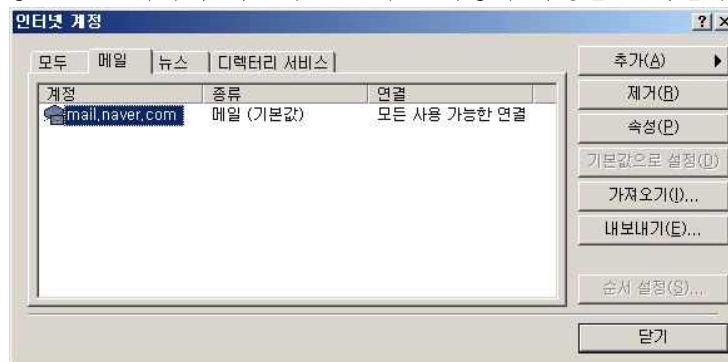 인터넷 계정
모두 메일 뉴스 디렉터리 서비스
계정 종류 연결
mail.naver.com 메일 (기본값) 모든 사용 가능한 연결
추가(A)
제거(R)
속성(P)
기본값으로 설정(D)
가져오기(I)...
내보내기(E)...
순서 설정(S)...
닫기